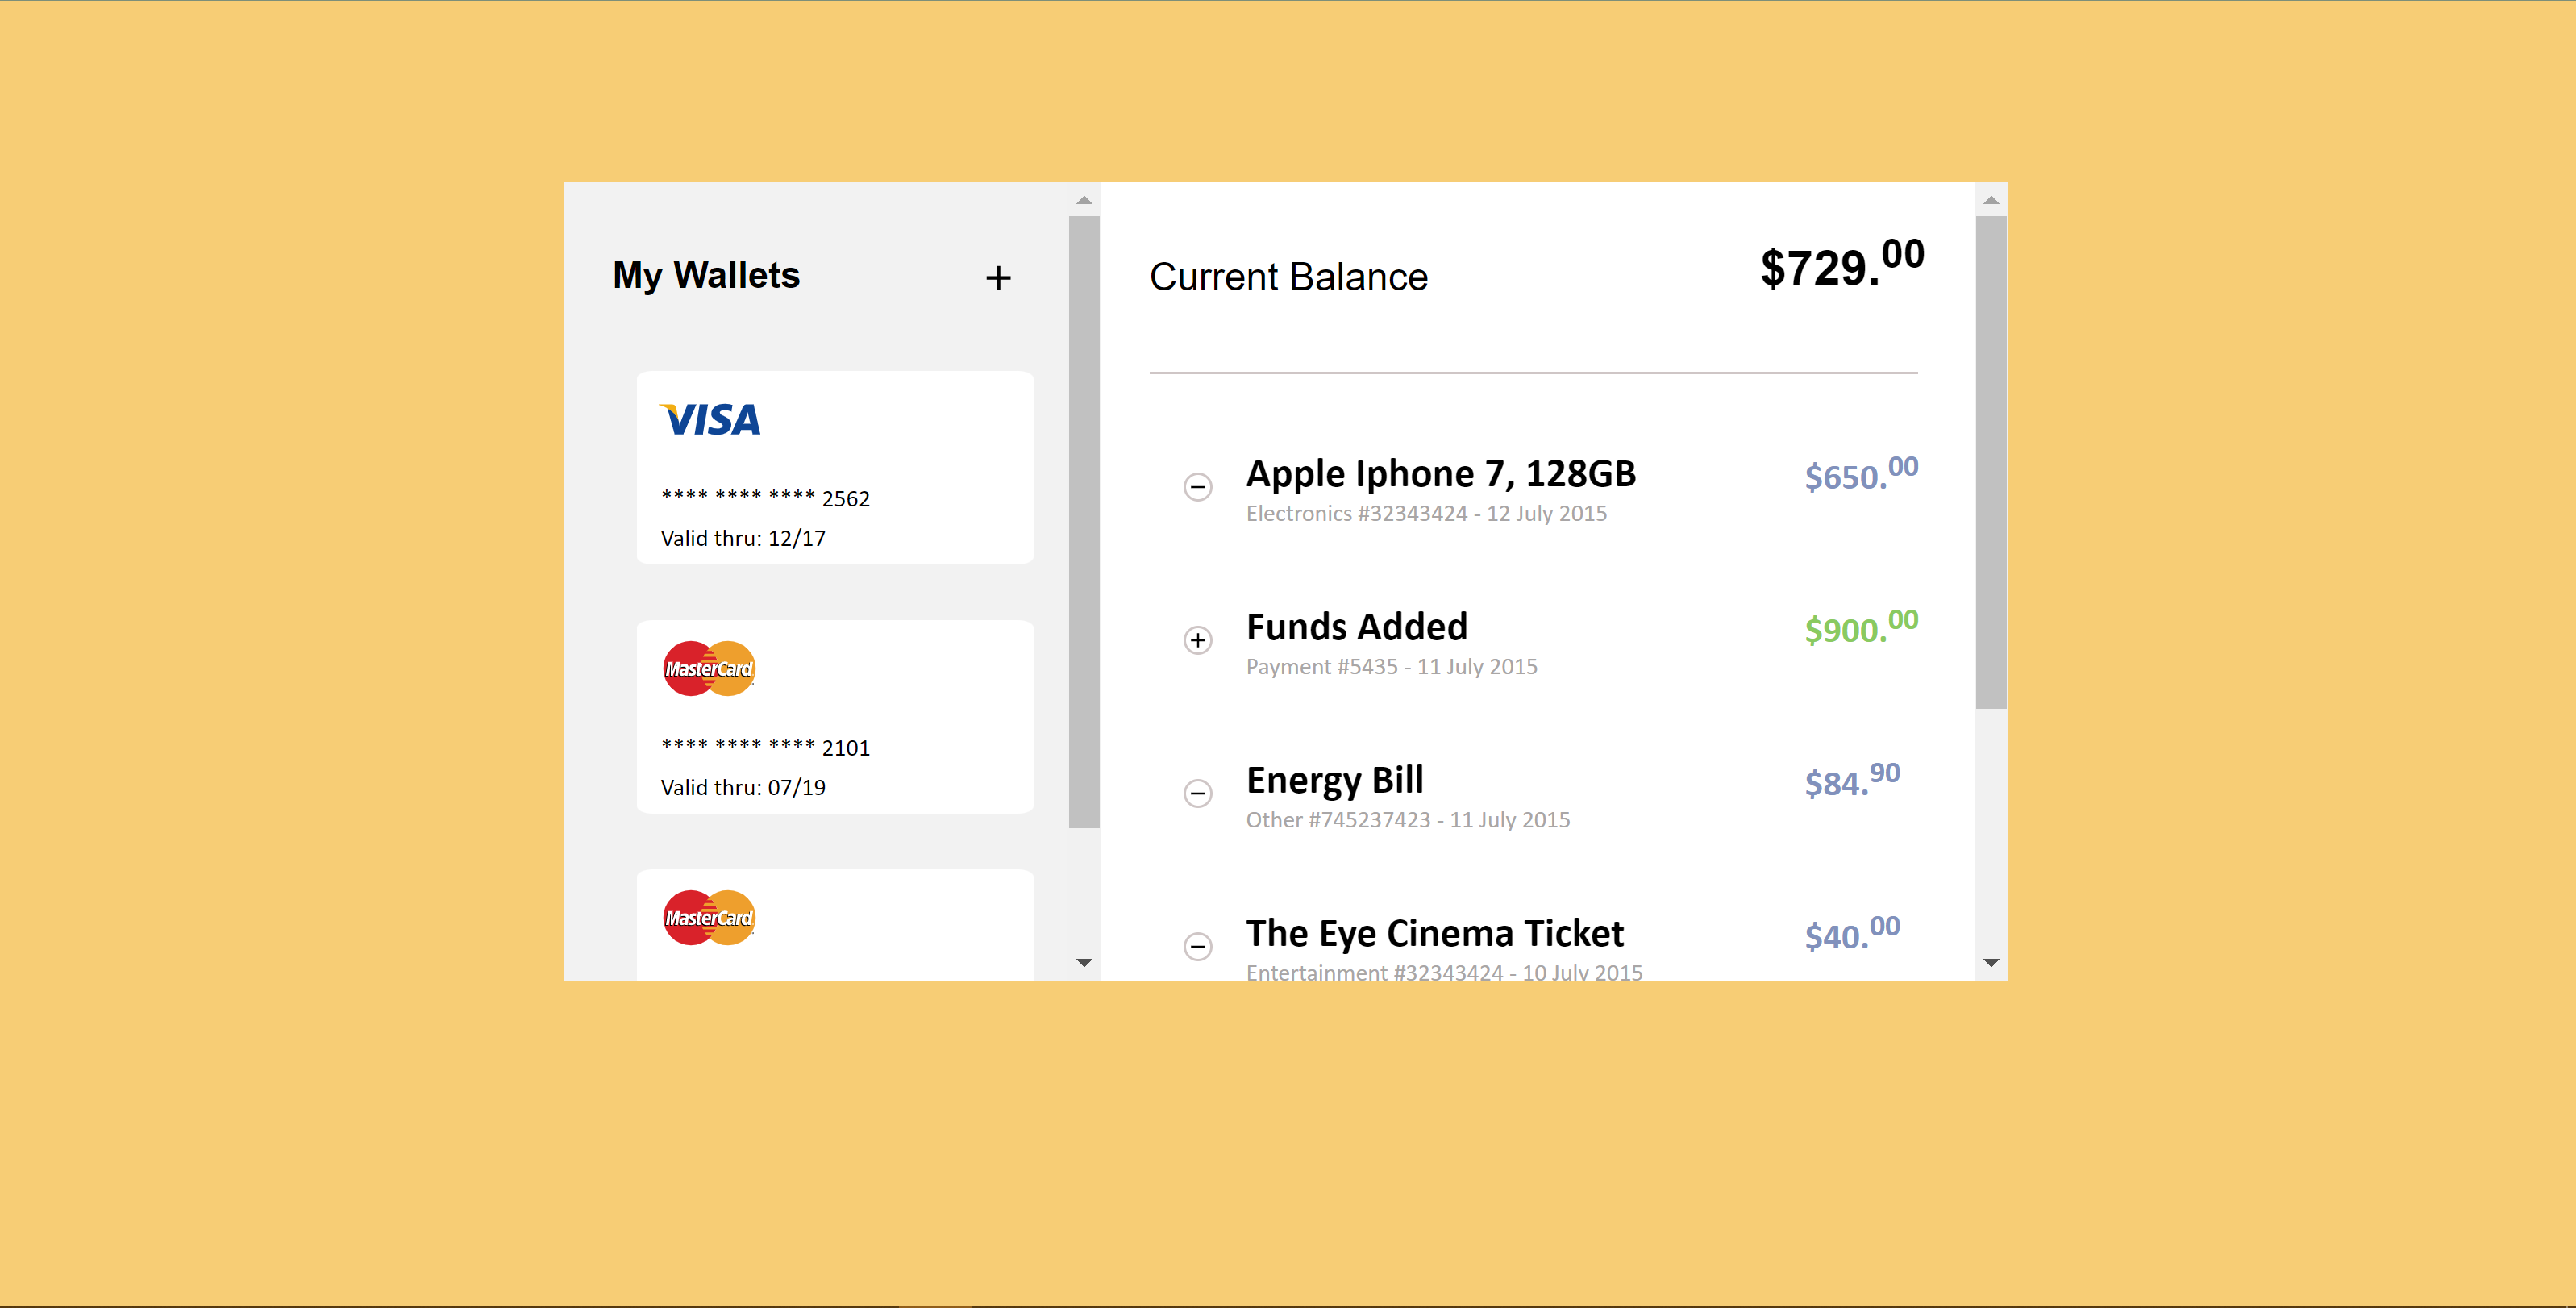 My Wallets
+
VISA
**** **** **** 2562
Valid thru: 12/17
MasterCard
**** **** **** 2101
Valid thru: 07/19
MasterCard
Current Balance
$729.00
Apple Iphone 7, 128GB
$650.00
Electronics #32343424 - 12 July 2015
Funds Added
$900.00
Payment #5435 - 11 July 2015
Energy Bill
$84.90
Other #745237423 - 11 July 2015
The Eye Cinema Ticket
$40.00
Entertainment #32343424 - 10 July 2015